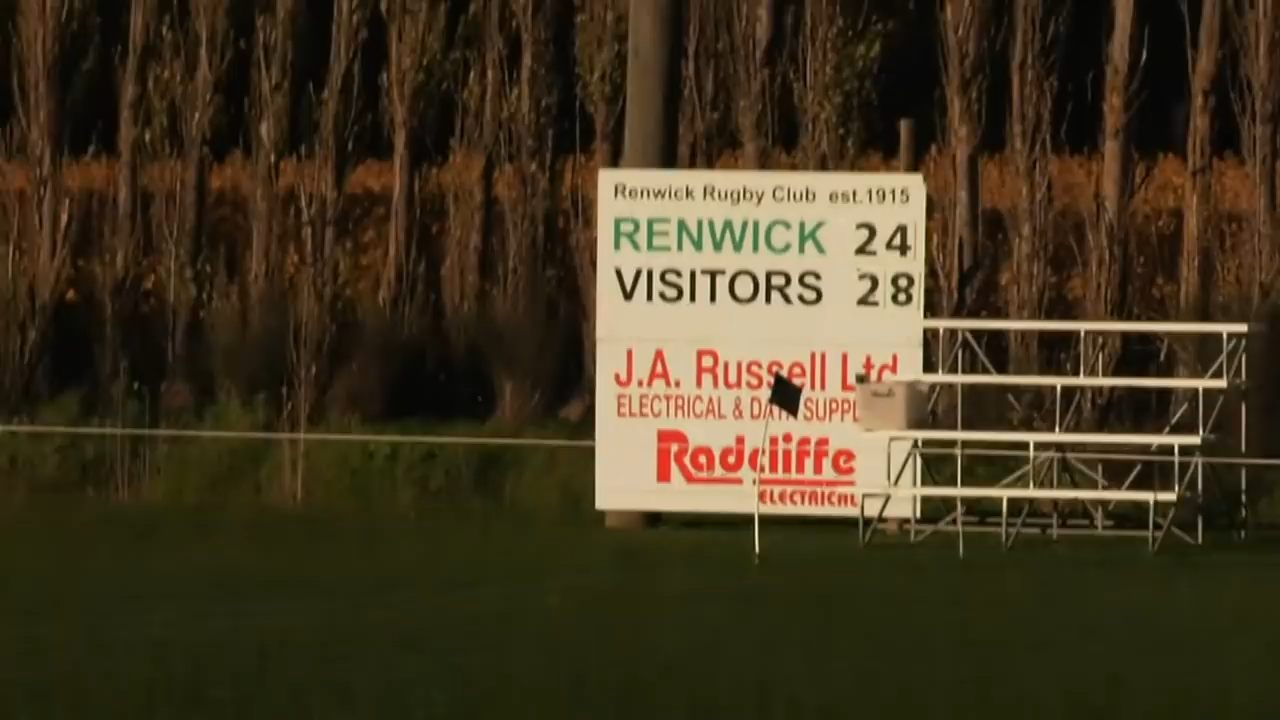 Renwick Rugby Club est.1915
RENWICK 24
VISITORS 28
J.A. Russell Ltd
ELECTRICAL & DATA SUPPL
Radcliffe
ELECTRICAL